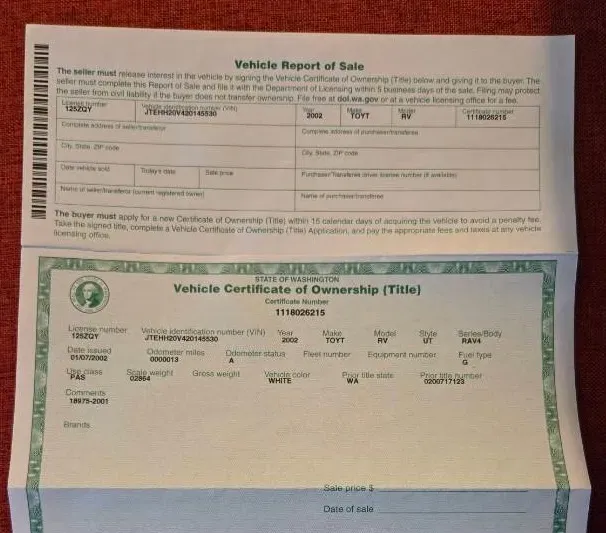 Vehicle Report of Sale
The seller must release interest in the vehicle by signing the Vehicle Certificate of Ownership (Title) below and giving it to the buyer. The
seller must complete this Report of Sale and file it with the Department of Licensing within 5 business days of the sale. Filing may protect
the seller from civil liability if the buyer does not transfer ownership. File free at dol.wa.gov or at a vehicle licensing office for a fee.
License number Vehicle identification number (VIN) Year Make Model Certificate number
125ZQY JTEHH20V420145530 2002 TOYT RV 1118026215
Complete address of seller/transferor Complete address of purchaser/transferee
City, State, ZIP code City, State, ZIP code
Date vehicle sold Today's date Sale price Purchaser/Transferee driver license number (if available)
Name of seller/transferor (current registered owner) Name of purchaser/transferee
The buyer must apply for a new Certificate of Ownership (Title) within 15 calendar days of acquiring the vehicle to avoid a penalty fee.
Take the signed title, complete a Vehicle Certificate of Ownership (Title) Application, and pay the appropriate fees and taxes at any vehicle
licensing office.
STATE OF WASHINGTON
Vehicle Certificate of Ownership (Title)
Certificate Number
1118026215
License number Vehicle identification number (VIN) Year Make Model Style Series/Body
125ZQY JTEHH20V420145530 2002 TOYT RV UT RAV4
Date issued Odometer miles Odometer status Fleet number Equipment number Fuel type
01/07/2002 0000013 A G
Use class Scale weight Gross weight Vehicle color Prior title state Prior title number
PAS 02864 WHITE WA 0200717123
Comments
18975-2001
Brands
Sale price $
Date of sale